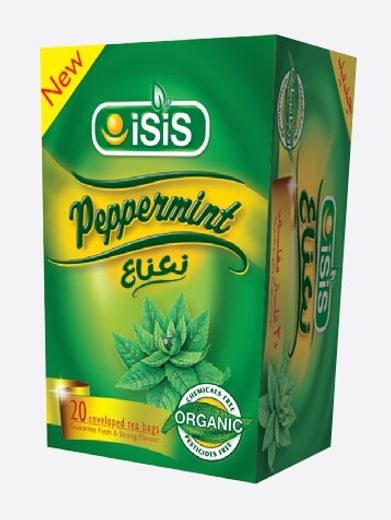 New
iSiS
Peppermint
نعناع
20 enveloped tea bags
Guarantee Fresh & Strong Flavour
CHEMICALS FREE
ORGANIC
PESTICIDES FREE
جديد
iSiS
نعناع